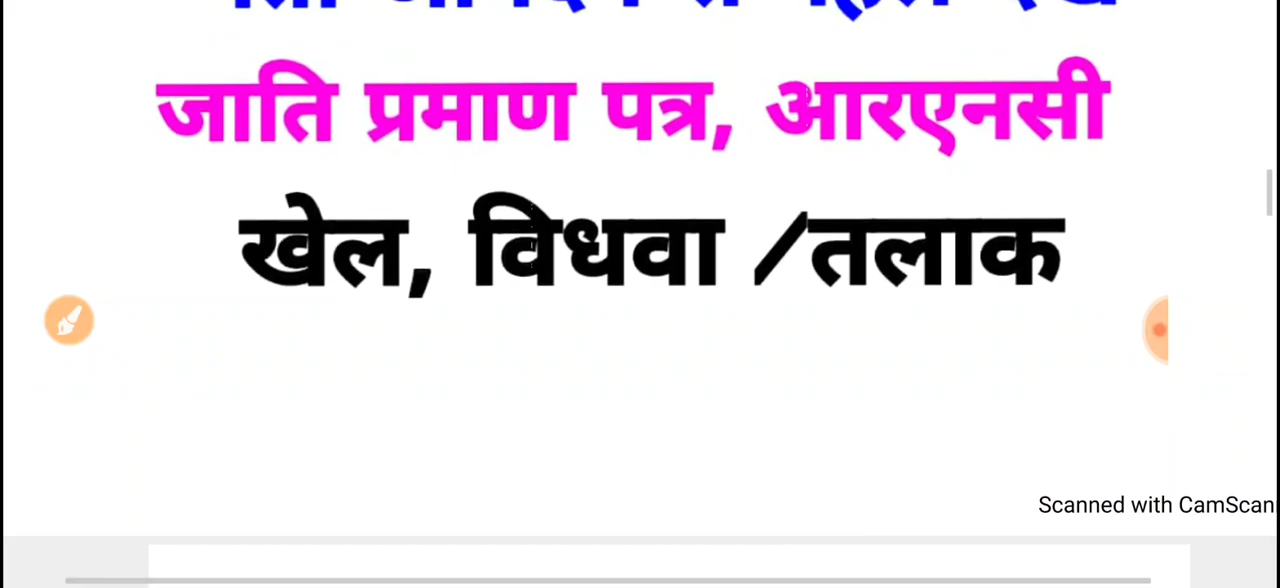 जाति प्रमाण पत्र, आरएनसी
खेल, विधवा /तलाक
Scanned with CamScan